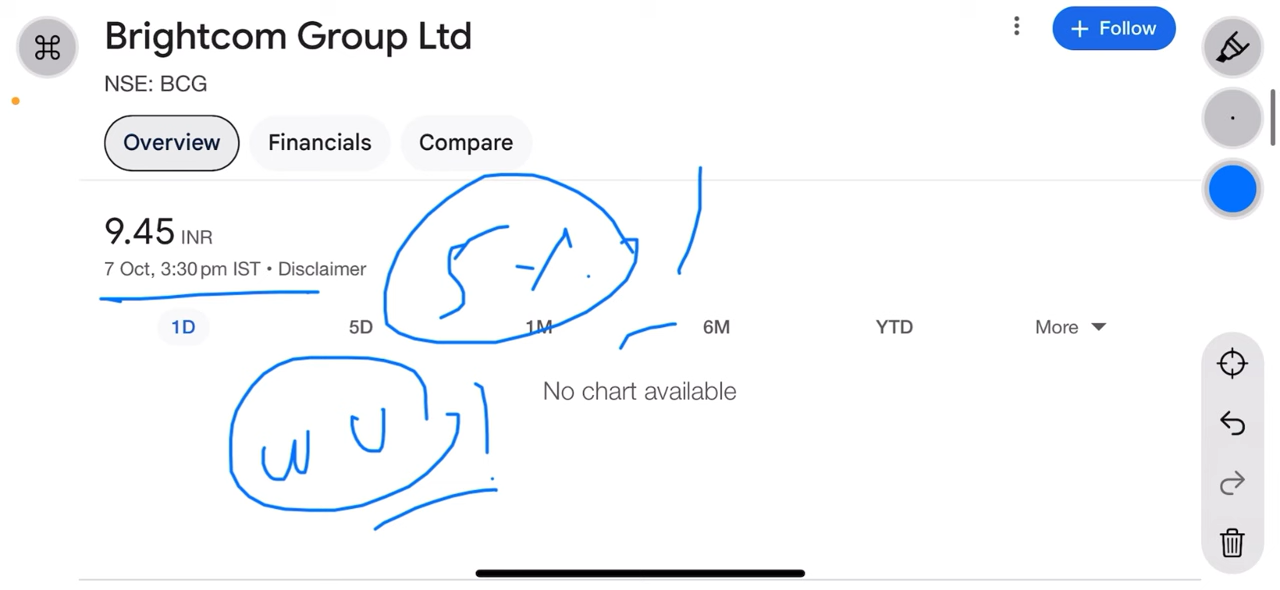 Brightcom Group Ltd
+ Follow
NSE: BCG
Overview Financials Compare
9.45 INR
7 Oct, 3:30 pm IST • Disclaimer
1D 5D 1M 6M YTD More
No chart available